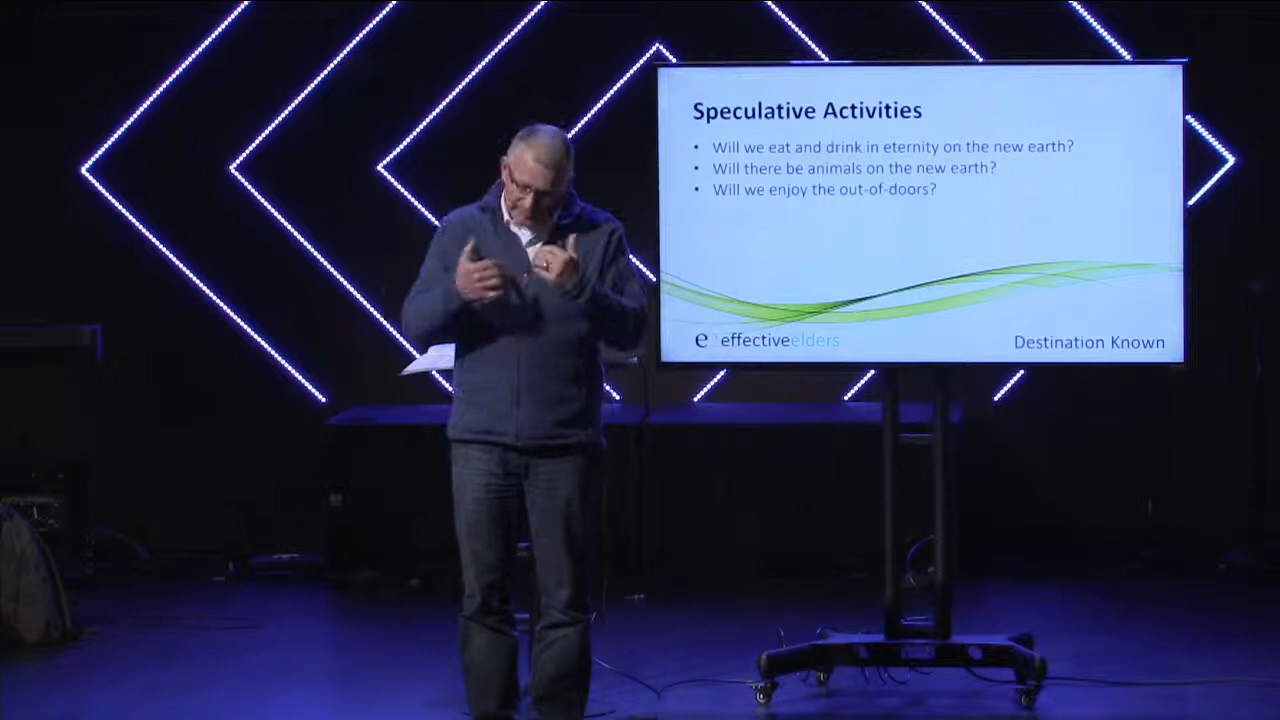 Speculative Activities
• Will we eat and drink in eternity on the new earth?
• Will there be animals on the new earth?
• Will we enjoy the out-of-doors?
e effectiveelders
Destination Known